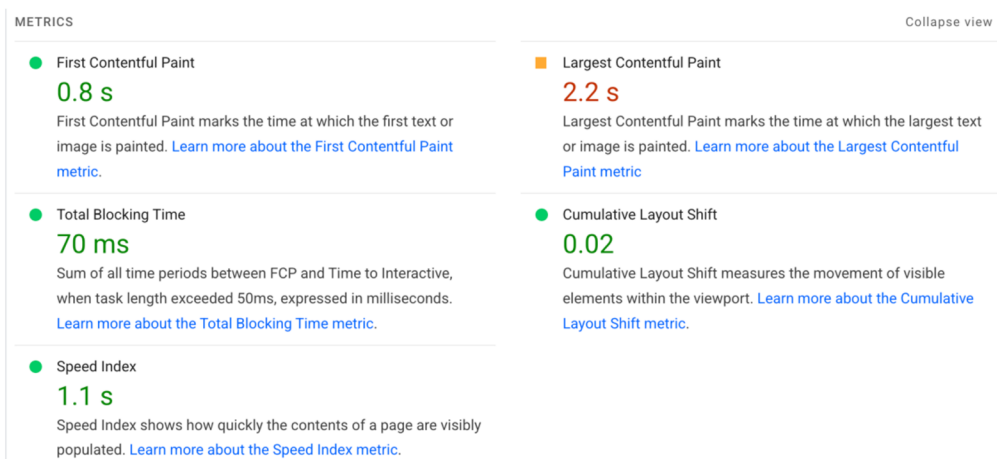 METRICS
Collapse view
First Contentful Paint
0.8 s
First Contentful Paint marks the time at which the first text or
image is painted. Learn more about the First Contentful Paint
metric.
Largest Contentful Paint
2.2 s
Largest Contentful Paint marks the time at which the largest text
or image is painted. Learn more about the Largest Contentful
Paint metric
Total Blocking Time
70 ms
Sum of all time periods between FCP and Time to Interactive,
when task length exceeded 50ms, expressed in milliseconds.
Learn more about the Total Blocking Time metric.
Cumulative Layout Shift
0.02
Cumulative Layout Shift measures the movement of visible
elements within the viewport. Learn more about the Cumulative
Layout Shift metric.
Speed Index
1.1 s
Speed Index shows how quickly the contents of a page are visibly
populated. Learn more about the Speed Index metric.